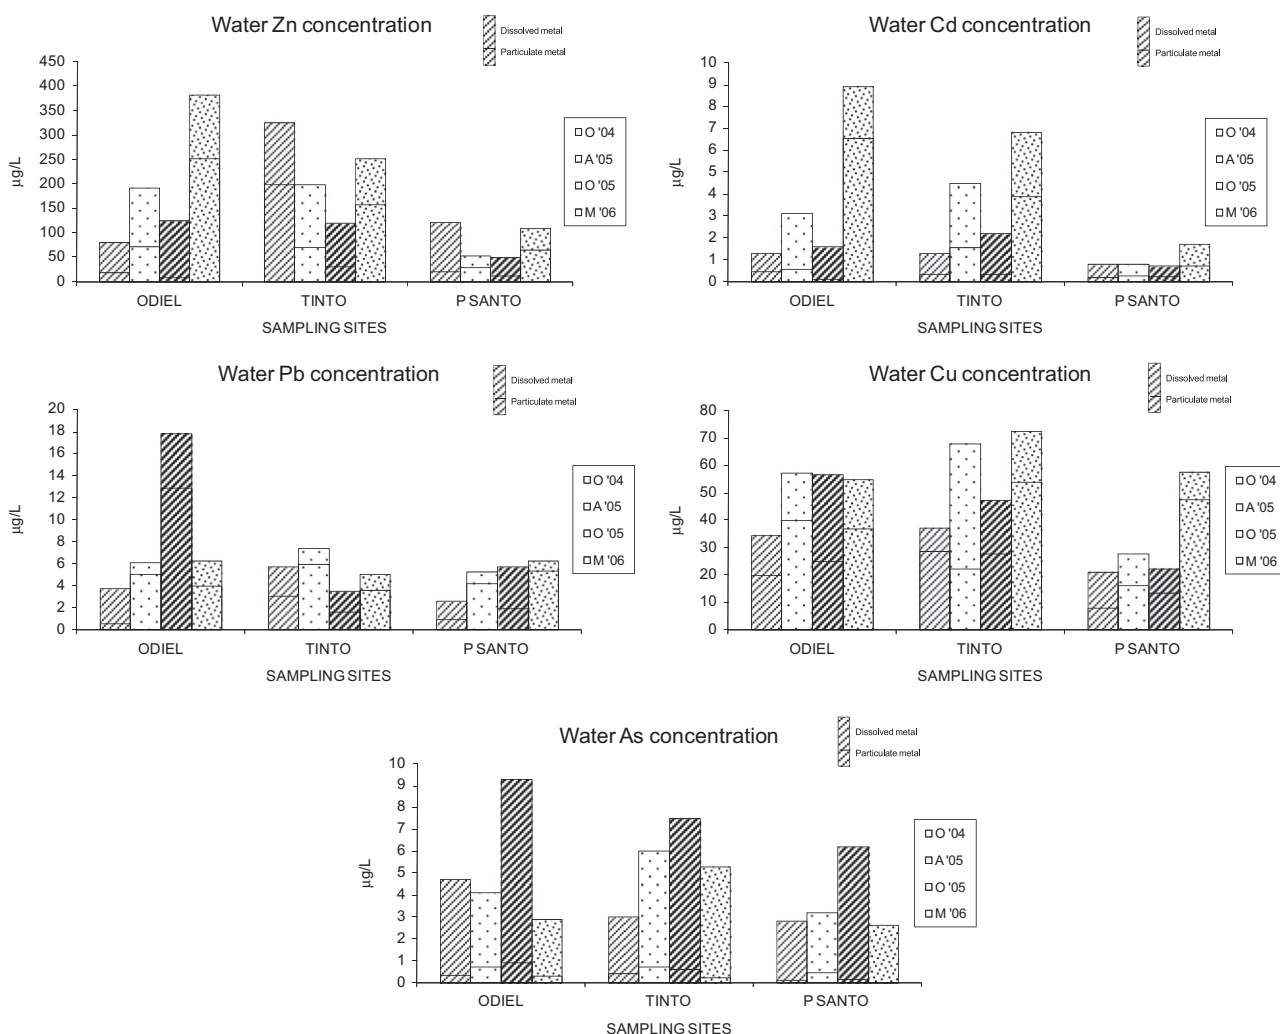 Water Zn concentration
Dissolved metal
Particulate metal
450
400
350
300
250
200
150
100
50
0
µg/L
O '04
A '05
O '05
M '06
ODIEL
TINTO
P SANTO
SAMPLING SITES
Water Cd concentration
Dissolved metal
Particulate metal
10
9
8
7
6
5
4
3
2
1
0
µg/L
O '04
A '05
O '05
M '06
ODIEL
TINTO
P SANTO
SAMPLING SITES
Water Pb concentration
Dissolved metal
Particulate metal
20
18
16
14
12
10
8
6
4
2
0
µg/L
O '04
A '05
O '05
M '06
ODIEL
TINTO
P SANTO
SAMPLING SITES
Water Cu concentration
Dissolved metal
Particulate metal
80
70
60
50
40
30
20
10
0
µg/L
O '04
A '05
O '05
M '06
ODIEL
TINTO
P SANTO
SAMPLING SITES
Water As concentration
Dissolved metal
Particulate metal
10
9
8
7
6
5
4
3
2
1
0
µg/L
O '04
A '05
O '05
M '06
ODIEL
TINTO
P SANTO
SAMPLING SITES